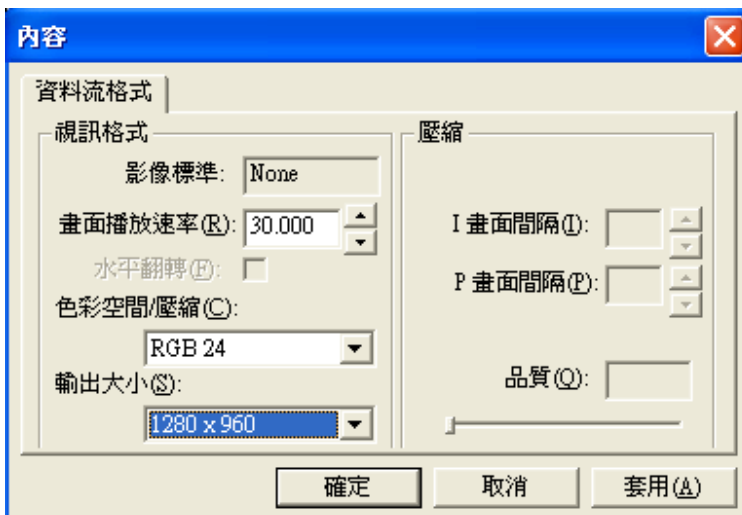 內容
資料流格式
視訊格式
影像標準: None
畫面播放速率(R): 30.000
水平翻轉(F):
色彩空間/壓縮(C):
RGB 24
輸出大小(S):
1280 x 960
壓縮
I 畫面間隔(I):
P 畫面間隔(P):
品質(Q):
確定
取消
套用(A)